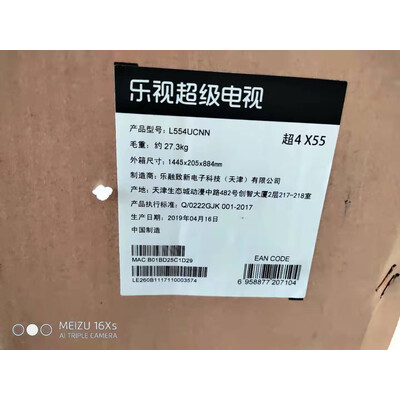 乐视超级电视
产品型号: L554UCNN
超4 X55
毛重: 约 27.3kg
外箱尺寸: 1445x205x884mm
制造商: 乐融致新电子科技（天津）有限公司
产地: 天津生态城动漫中路482号创智大厦2层217-218室
产品执行标准: Q/0222GJK 001-2017
生产日期: 2019年04月16日
中国制造
MAC B01BD25C1D29
EAN CODE
LE260B1117110003574
6 958877 207104
MEIZU 16Xs
AI TRIPLE CAMERA